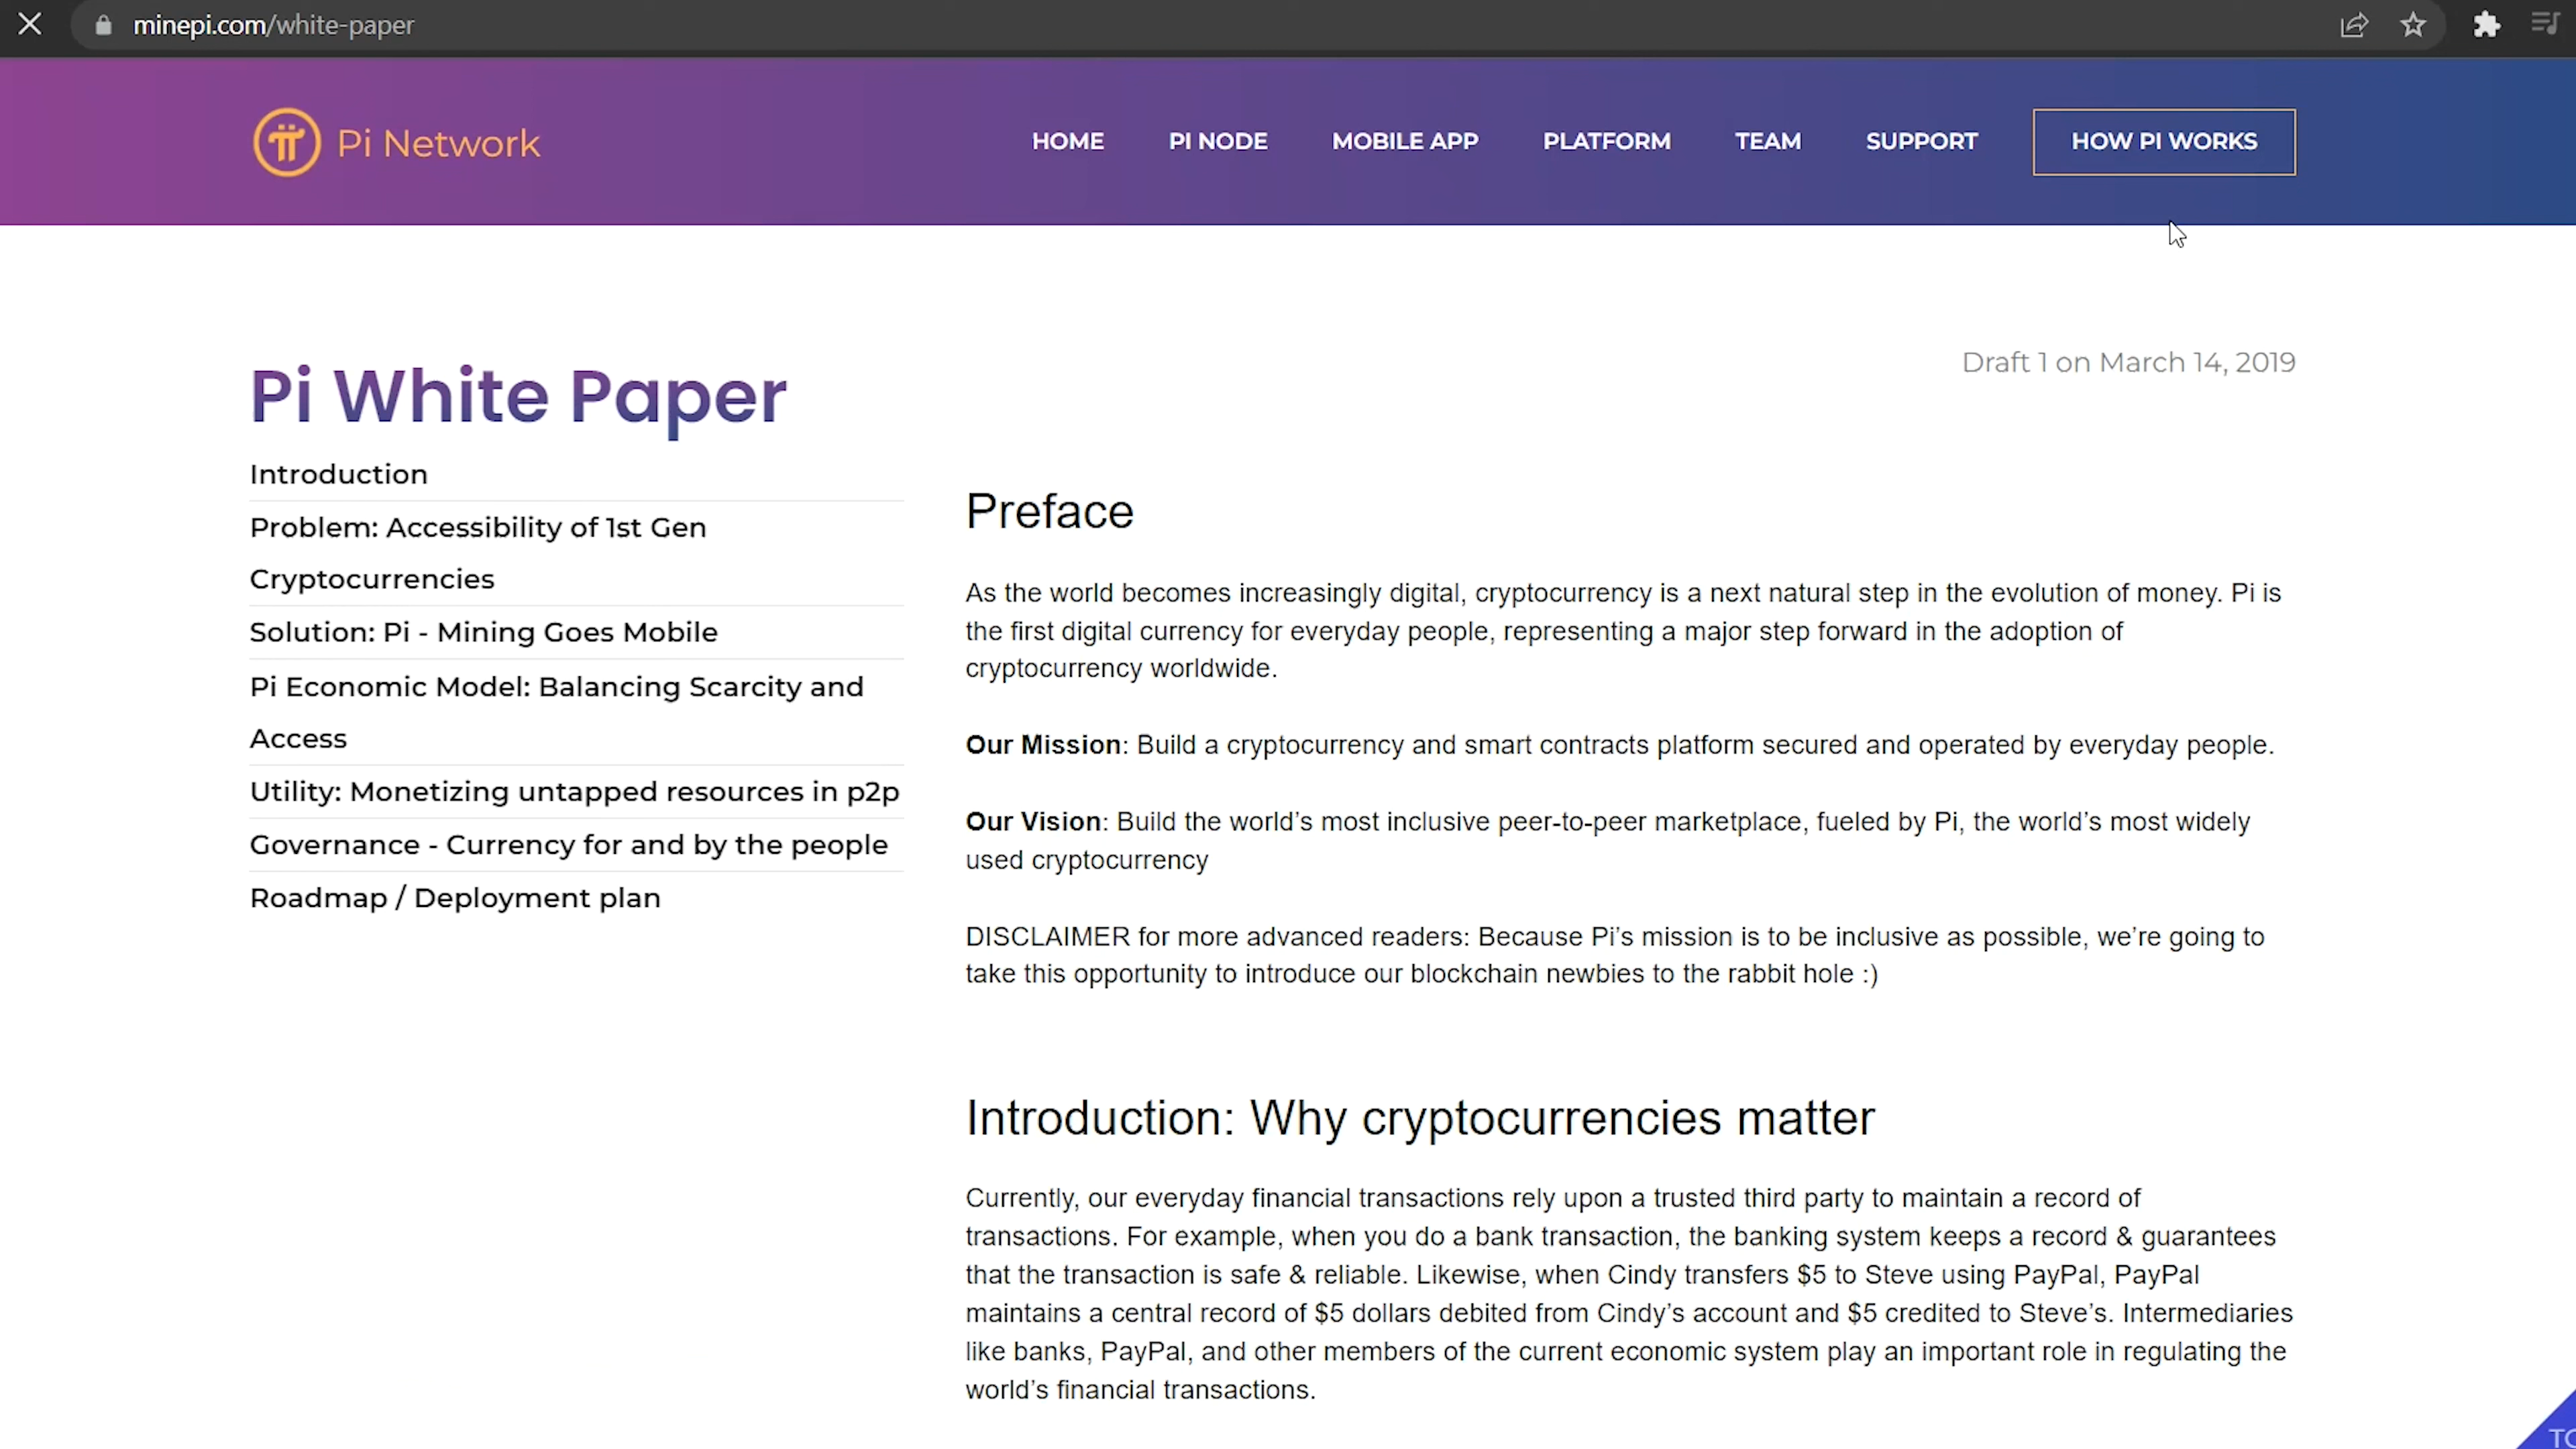 minepi.com/white-paper
Pi Network
HOME
PI NODE
MOBILE APP
PLATFORM
TEAM
SUPPORT
HOW PI WORKS
Pi White Paper
Draft 1 on March 14, 2019
Introduction
Problem: Accessibility of 1st Gen
Cryptocurrencies
Solution: Pi - Mining Goes Mobile
Pi Economic Model: Balancing Scarcity and
Access
Utility: Monetizing untapped resources in p2p
Governance - Currency for and by the people
Roadmap / Deployment plan
Preface
As the world becomes increasingly digital, cryptocurrency is a next natural step in the evolution of money. Pi is
the first digital currency for everyday people, representing a major step forward in the adoption of
cryptocurrency worldwide.
Our Mission: Build a cryptocurrency and smart contracts platform secured and operated by everyday people.
Our Vision: Build the world’s most inclusive peer-to-peer marketplace, fueled by Pi, the world’s most widely
used cryptocurrency
DISCLAIMER for more advanced readers: Because Pi’s mission is to be inclusive as possible, we’re going to
take this opportunity to introduce our blockchain newbies to the rabbit hole :)
Introduction: Why cryptocurrencies matter
Currently, our everyday financial transactions rely upon a trusted third party to maintain a record of
transactions. For example, when you do a bank transaction, the banking system keeps a record & guarantees
that the transaction is safe & reliable. Likewise, when Cindy transfers $5 to Steve using PayPal, PayPal
maintains a central record of $5 dollars debited from Cindy’s account and $5 credited to Steve’s. Intermediaries
like banks, PayPal, and other members of the current economic system play an important role in regulating the
world’s financial transactions.